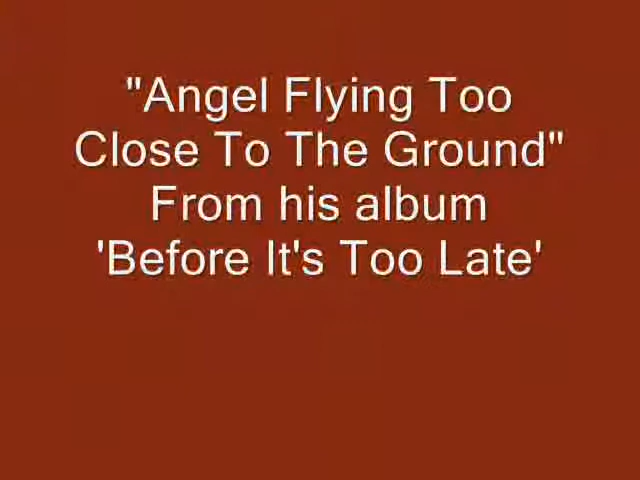 "Angel Flying Too
Close To The Ground"
From his album
'Before It's Too Late'